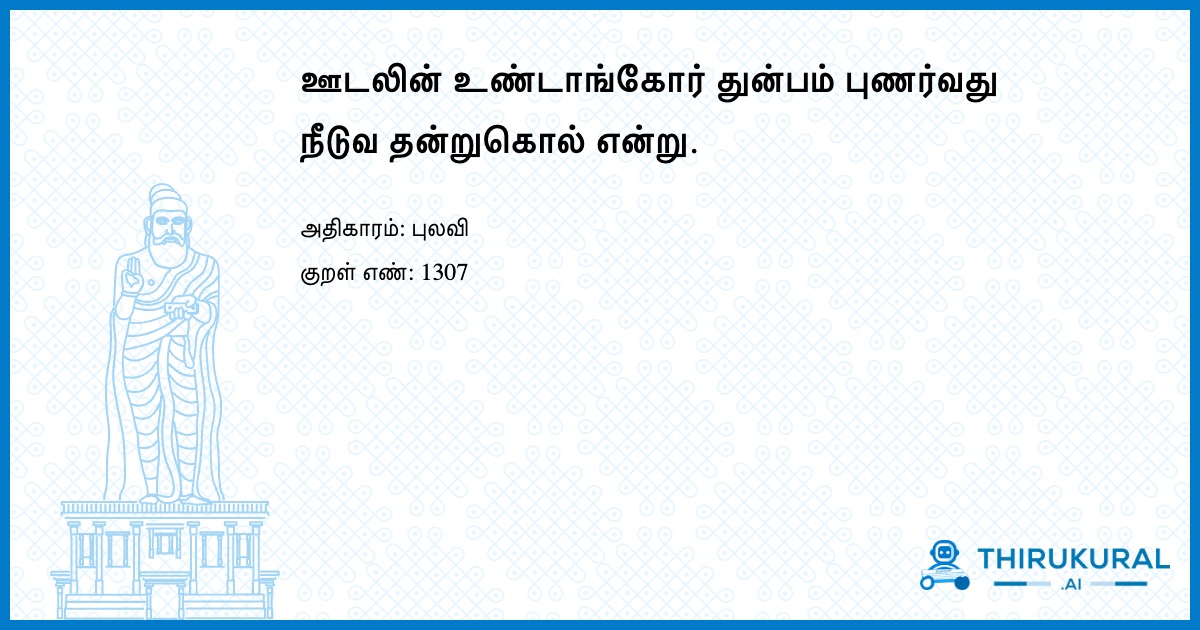 ஊடலின் உண்டாங்கோர் துன்பம் புணர்வது
நீடுவ தன்றுகொல் என்று.
அதிகாரம்: புலவி
குறள் எண்: 1307
THIRUKURAL
.AI